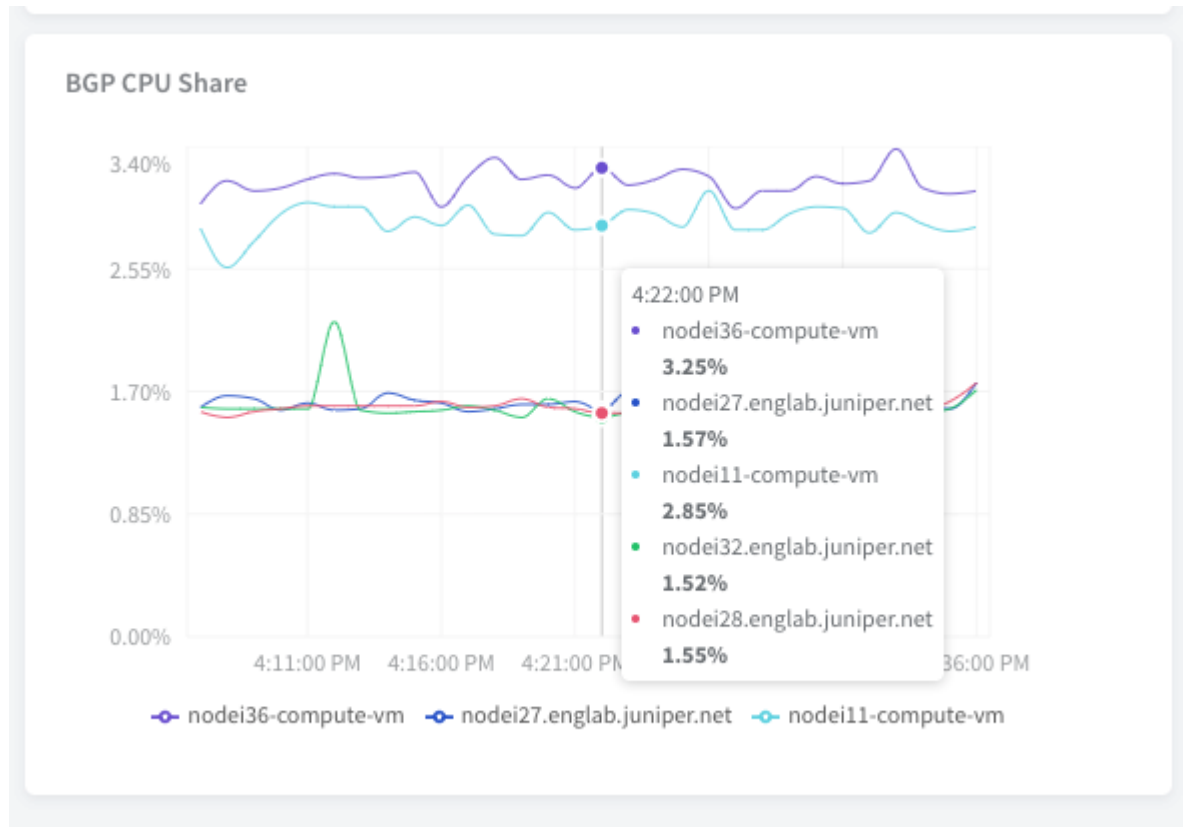 BGP CPU Share
3.40%
2.55%
1.70%
0.85%
0.00%
4:22:00 PM
nodei36-compute-vm
3.25%
nodei27.englab.juniper.net
1.57%
nodei11-compute-vm
2.85%
nodei32.englab.juniper.net
1.52%
nodei28.englab.juniper.net
1.55%
4:11:00 PM 4:16:00 PM 4:21:00 PM 36:00 PM
nodei36-compute-vm nodei27.englab.juniper.net nodei11-compute-vm